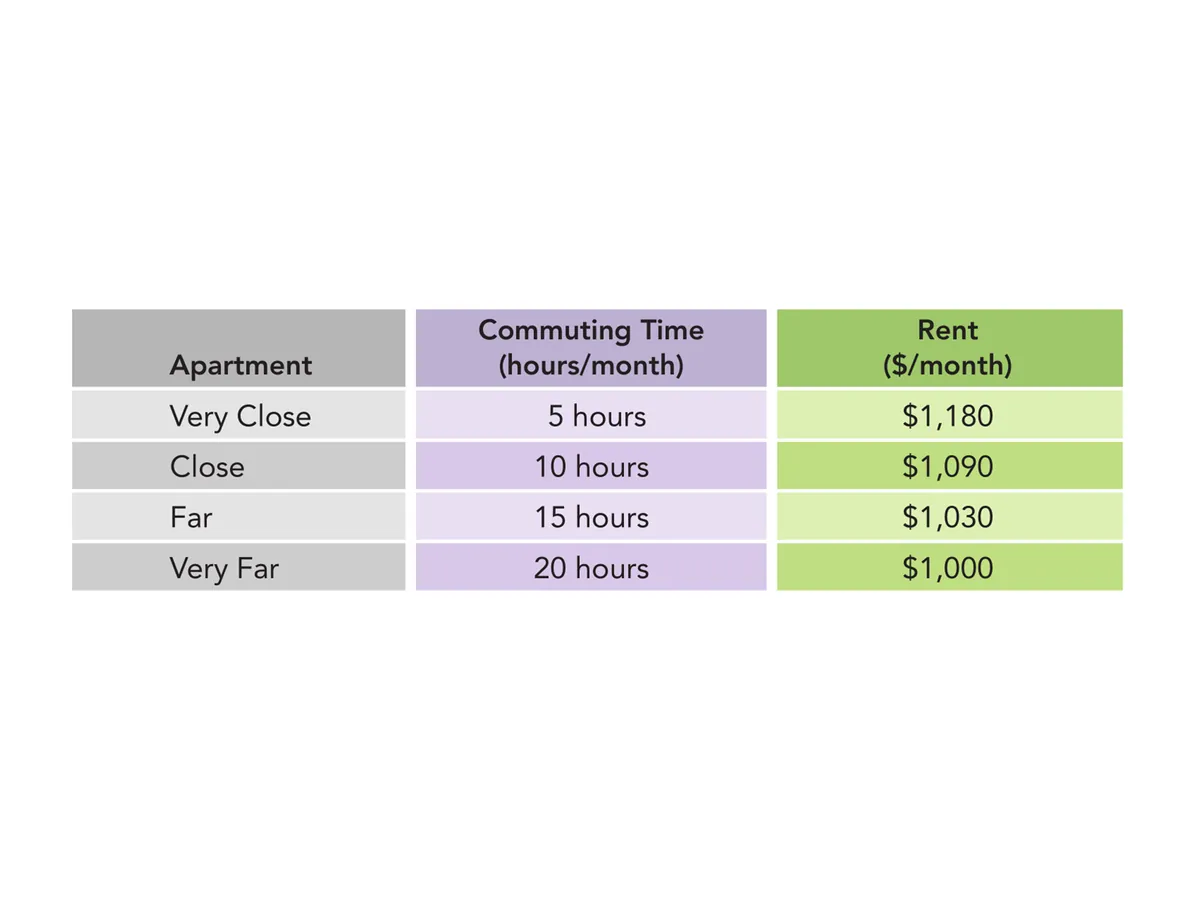 Apartment
Commuting Time
(hours/month)
Rent
($/month)
Very Close 5 hours $1,180
Close 10 hours $1,090
Far 15 hours $1,030
Very Far 20 hours $1,000